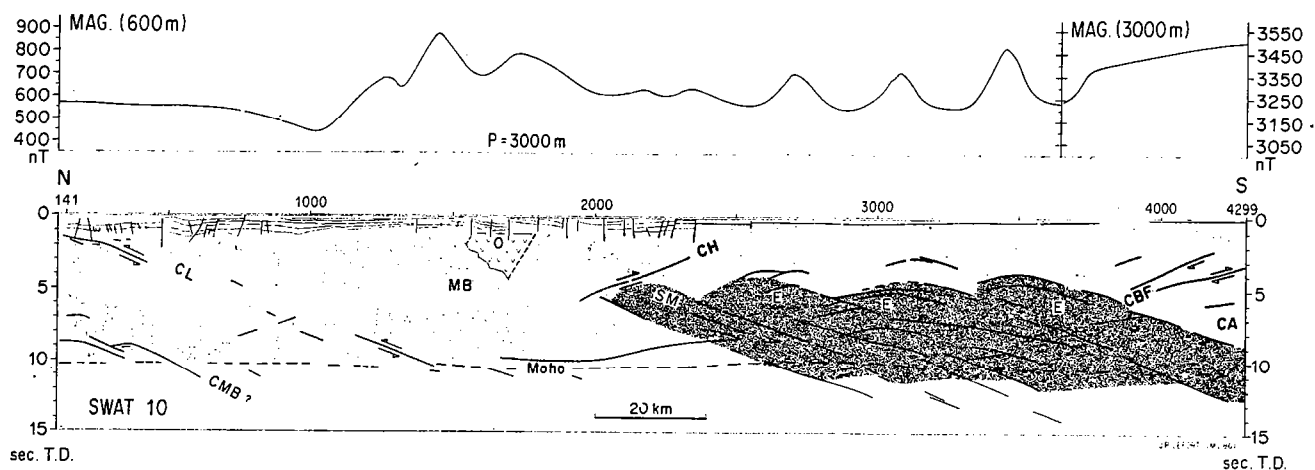 MAG. (600m)
MAG. (3000m)
900
800
700
600
500
400
nT
3550
3450
3350
3250
3150
3050
nT
P = 3000 m
N
S
141
1000
2000
3000
4000
4299
0
5
10
15
sec. T.D.
0
5
10
15
sec. T.D.
O
CL
MB
CH
SM
E
E
E
CBF
CA
CMB?
Moho
SWAT 10
20 km